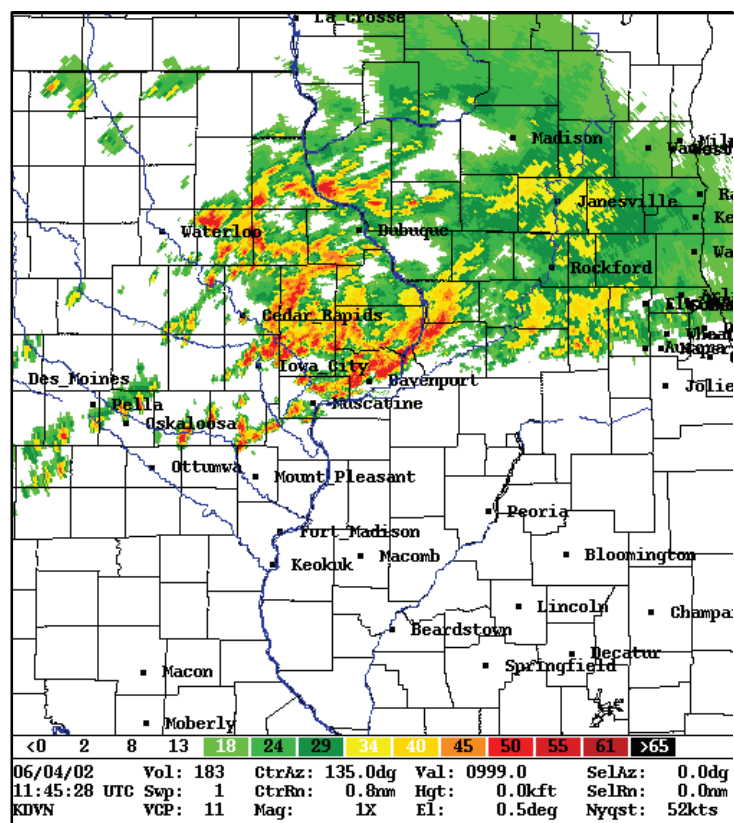 La_Crosse
Madison
Janesville
Waterloo
Dubuque
Rockford
Cedar_Rapids
Iowa_City
Des_Moines
Davenport
Pella
Muscatine
Oskaloosa
Ottumwa
Mount_Pleasant
Peoria
Fort_Madison
Macomb
Bloomington
Keokuk
Lincoln
Beardstown
Decatur
Springfield
Macon
Moberly
<0 2 8 13 18 24 29 34 40 45 50 55 61 >65
06/04/02 Vol: 183 CtrAz: 135.0dg Val: 0999.0 SelAz: 0.0dg
11:45:28 UTC Swp: 1 CtrRn: 0.8nm Hgt: 0.0kft SelRn: 0.0nm
KDVN VCP: 11 Mag: 1X El: 0.5deg Nyqst: 52kts